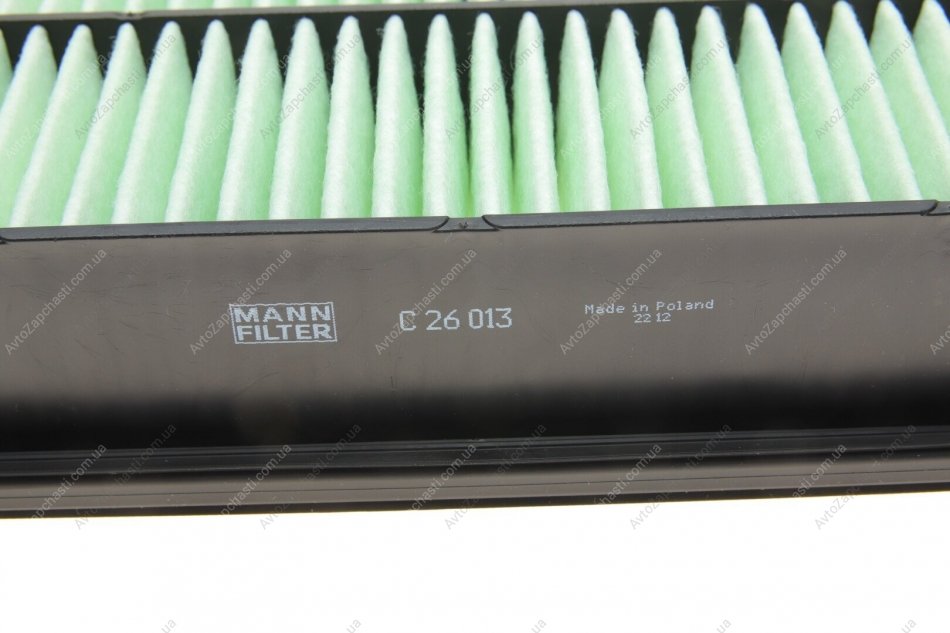 MANN
FILTER
C 26 013
Made in Poland
22 12
AvtoZapchasti.com.ua